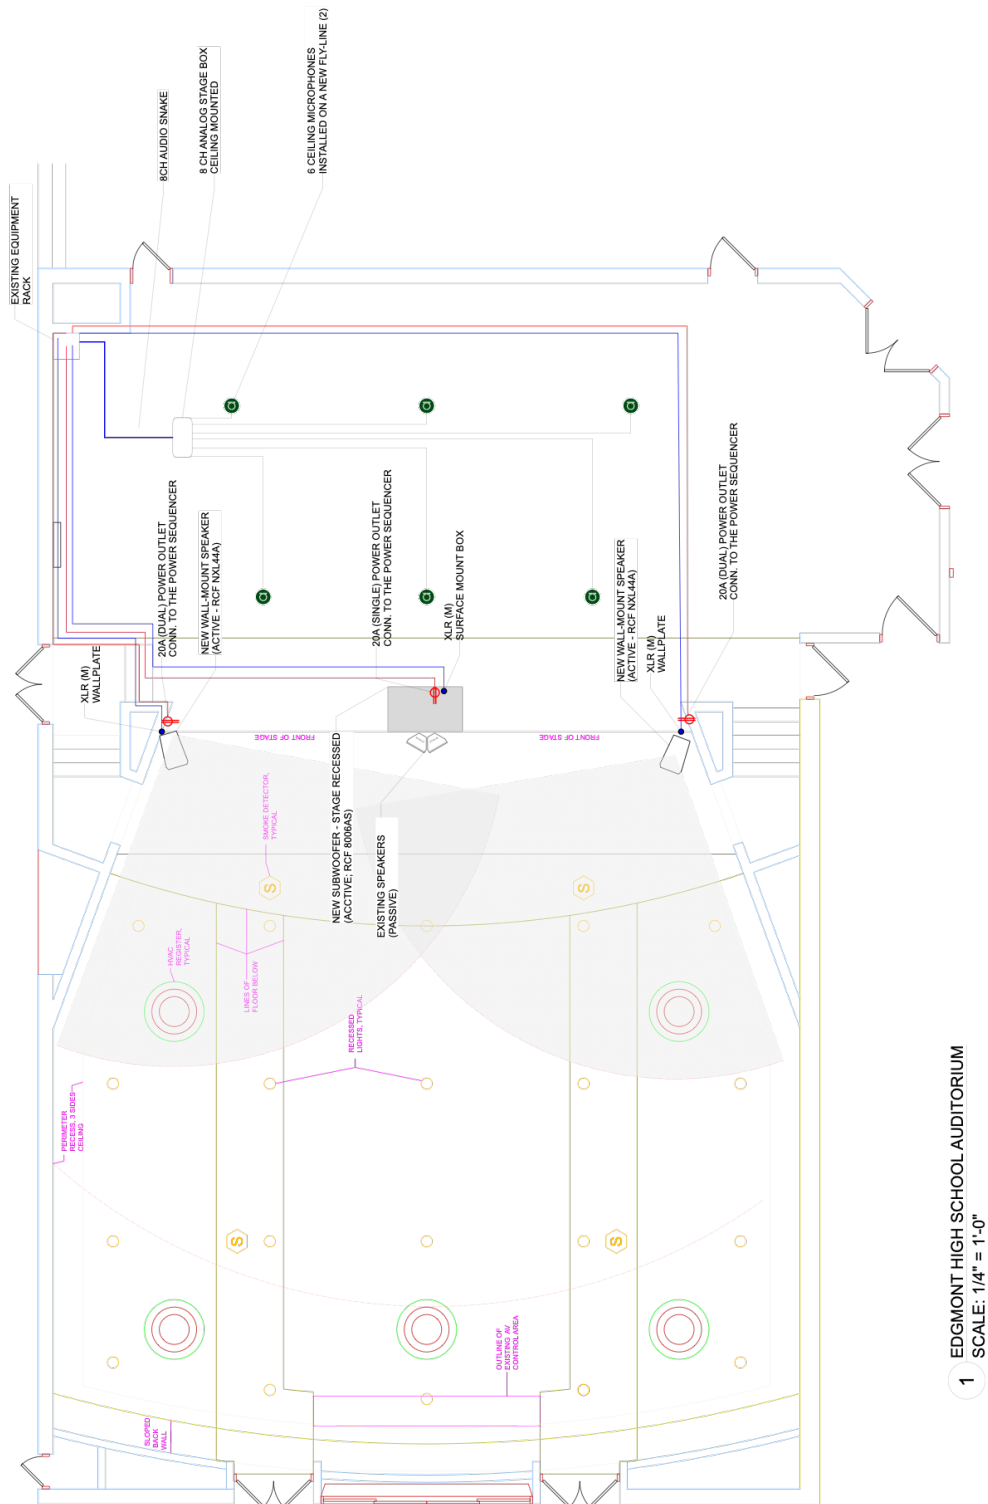 EXISTING EQUIPMENT
RACK
8CH AUDIO SNAKE
8 CH ANALOG STAGE BOX
CEILING MOUNTED
6 CEILING MICROPHONES
INSTALLED ON A NEW FLY-LINE (2)
XLR (M)
WALLPLATE
20A (DUAL) POWER OUTLET
CONN. TO THE POWER SEQUENCER
NEW WALL-MOUNT SPEAKER
(ACTIVE - RCF NXL44A)
20A (SINGLE) POWER OUTLET
CONN. TO THE POWER SEQUENCER
XLR (M)
SURFACE MOUNT BOX
NEW WALL-MOUNT SPEAKER
(ACTIVE - RCF NXL44A)
XLR (M)
WALLPLATE
20A (DUAL) POWER OUTLET
CONN. TO THE POWER SEQUENCER
FRONT OF STAGE
FRONT OF STAGE
NEW SUBWOOFER - STAGE RECESSED
(ACCTIVE; RCF 8006AS)
EXISTING SPEAKERS
(PASSIVE)
SMOKE DETECTOR,
TYPICAL
S
S
HVAC
REGISTER,
TYPICAL
LINES OF
FLOOR BELOW
RECESSED
LIGHTS, TYPICAL
PERIMETER
RECESS, 3 SIDES
CEILING
S
S
OUTLINE OF
EXISTING AV
CONTROL AREA
SLOPED
BACK
WALL
1
EDGMONT HIGH SCHOOL AUDITORIUM
SCALE: 1/4" = 1'-0"